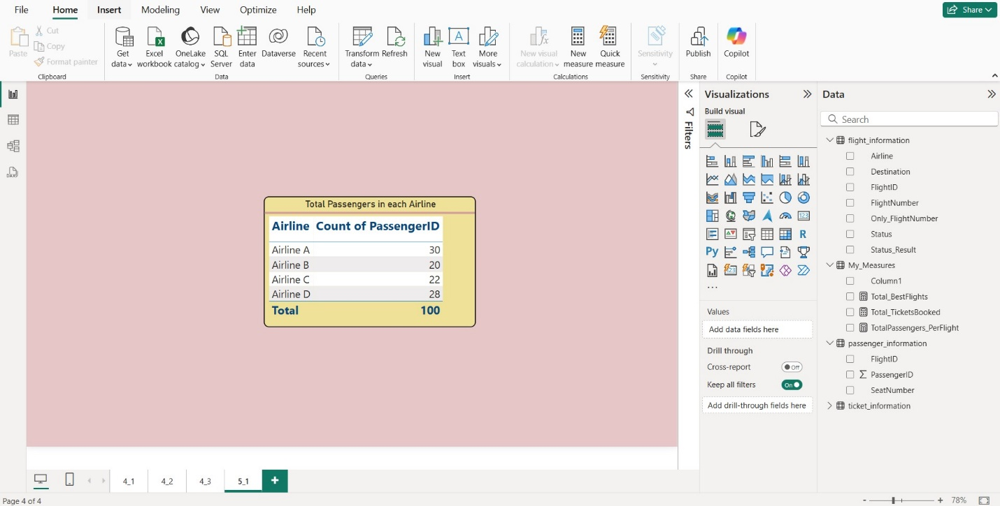 File Home Insert Modeling View Optimize Help Share
Paste Cut Copy Format painter
Get data Excel workbook OneLake catalog SQL Server Enter data Dataverse Recent sources
Transform data Refresh
New visual Text box More visuals
New visual calculation New measure Quick measure
Sensitivity Publish Copilot
Clipboard Data Queries Insert Calculations Sensitivity Share Copilot
Total Passengers in each Airline
Airline Count of PassengerID
Airline A 30
Airline B 20
Airline C 22
Airline D 28
Total 100
Filters
Visualizations
Build visual
123
R
Py
123
...
Values
Add data fields here
Drill through
Cross-report Off
Keep all filters On
Add drill-through fields here
Data
Search
flight_information
Airline
Destination
FlightID
FlightNumber
Only_FlightNumber
Status
Status_Result
My_Measures
Column1
Total_BestFlights
Total_TicketsBooked
TotalPassengers_PerFlight
passenger_information
FlightID
Σ PassengerID
SeatNumber
ticket_information
4_1 4_2 4_3 5_1 +
Page 4 of 4 - + 78%